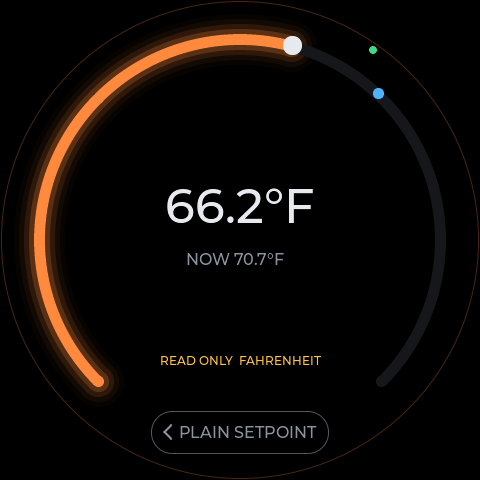 66.2°F
NOW 70.7°F
READ ONLY  FAHRENHEIT
PLAIN SETPOINT